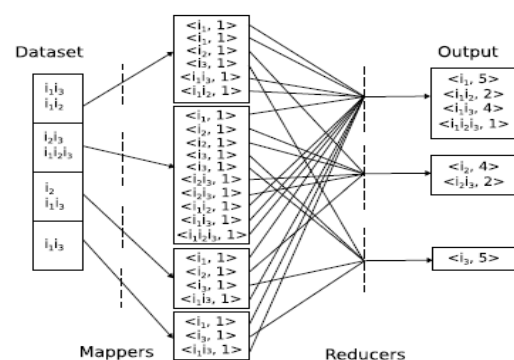 Dataset
i₁i₃
i₁i₂
i₂i₃
i₁i₂i₃
i₂
i₁i₃
i₁i₃
Mappers
<i₁, 1>
<i₁, 1>
<i₂, 1>
<i₃, 1>
<i₁i₃, 1>
<i₁i₂, 1>
<i₁, 1>
<i₂, 1>
<i₂, 1>
<i₃, 1>
<i₃, 1>
<i₂i₃, 1>
<i₂i₃, 1>
<i₁i₂, 1>
<i₁i₃, 1>
<i₁i₂i₃, 1>
<i₁, 1>
<i₂, 1>
<i₃, 1>
<i₁i₃, 1>
<i₁, 1>
<i₃, 1>
<i₁i₃, 1>
Reducers
Output
<i₁, 5>
<i₁i₂, 2>
<i₁i₃, 4>
<i₁i₂i₃, 1>
<i₂, 4>
<i₂i₃, 2>
<i₃, 5>